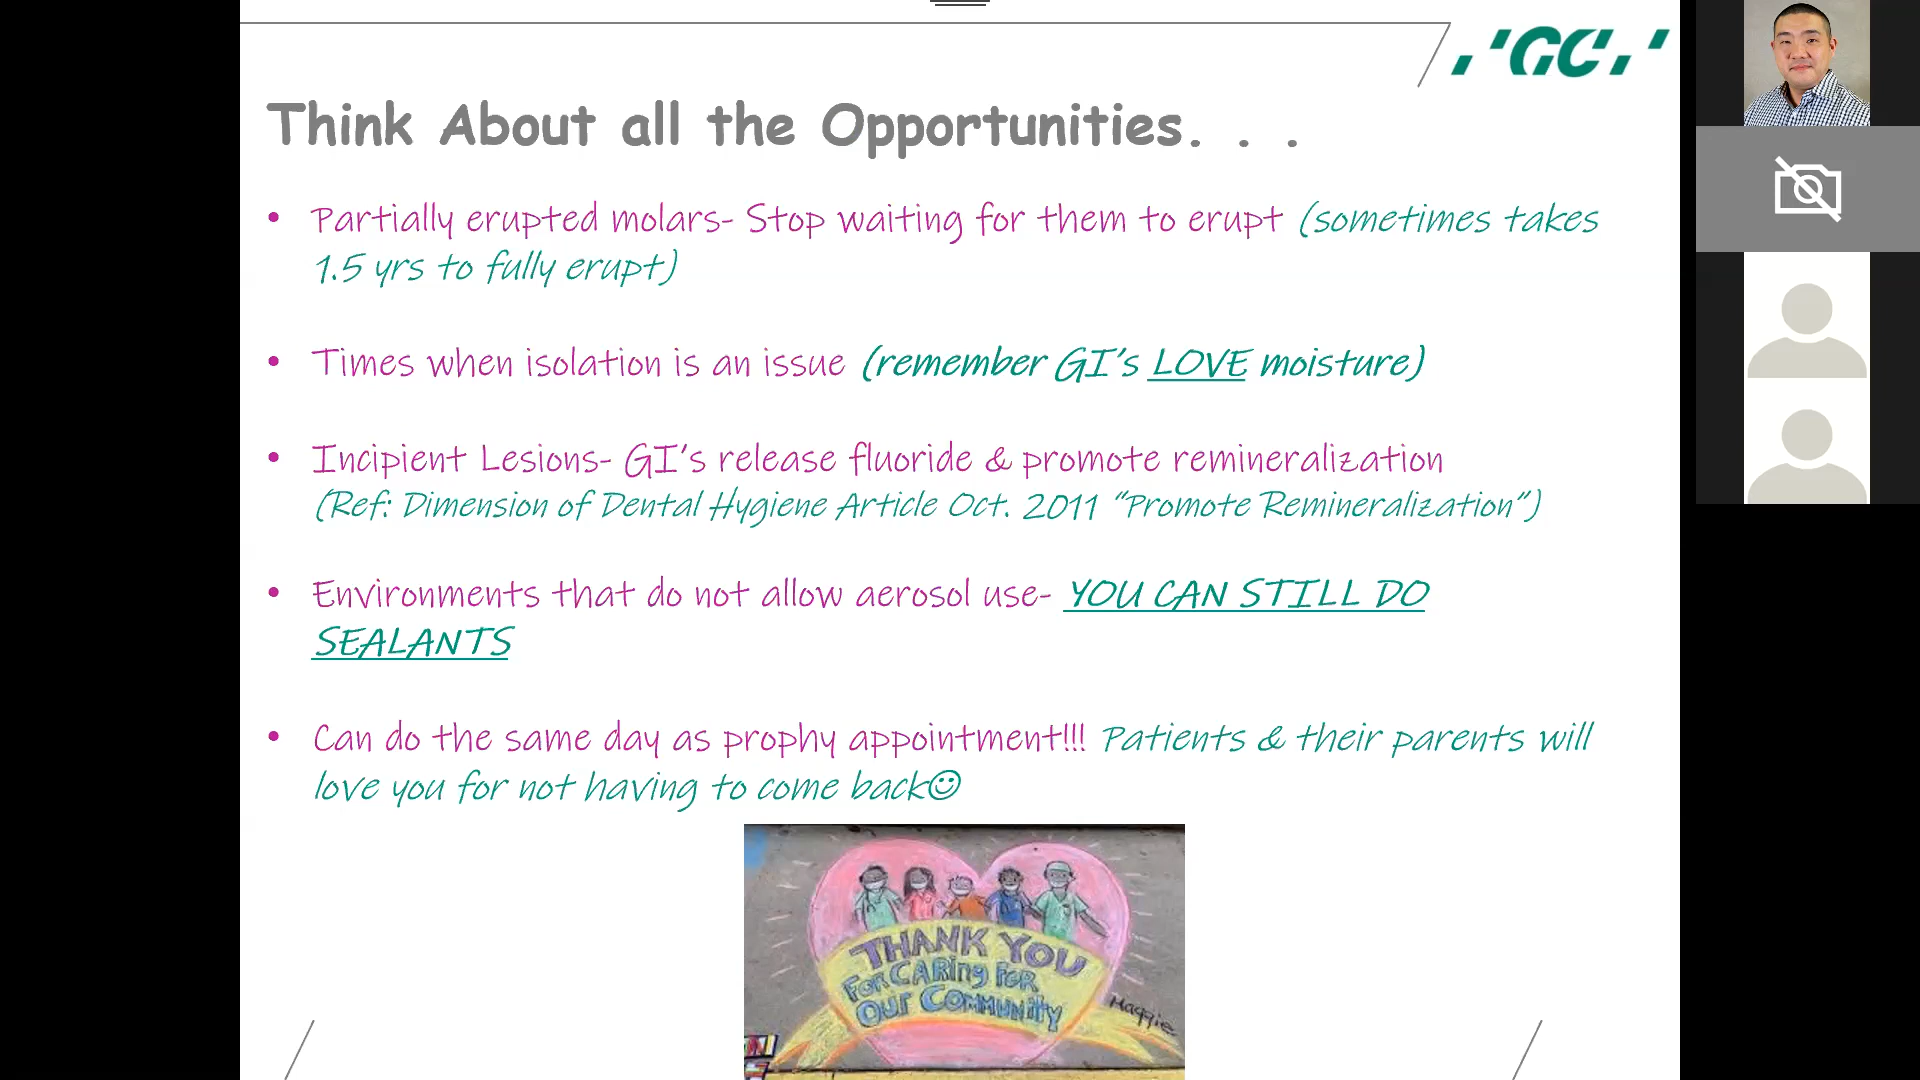 GC
Think About all the Opportunities. . .
• Partially erupted molars- Stop waiting for them to erupt (sometimes takes
1.5 yrs to fully erupt)
• Times when isolation is an issue (remember GI's LOVE moisture)
• Incipient Lesions- GI's release fluoride & promote remineralization
(Ref: Dimension of Dental Hygiene Article Oct. 2011 "Promote Remineralization")
• Environments that do not allow aerosol use- YOU CAN STILL DO
SEALANTS
• Can do the same day as prophy appointment!!! Patients & their parents will
love you for not having to come back☺
THANK YOU
FOR CARING FOR
OUR COMMUNITY
Maggie